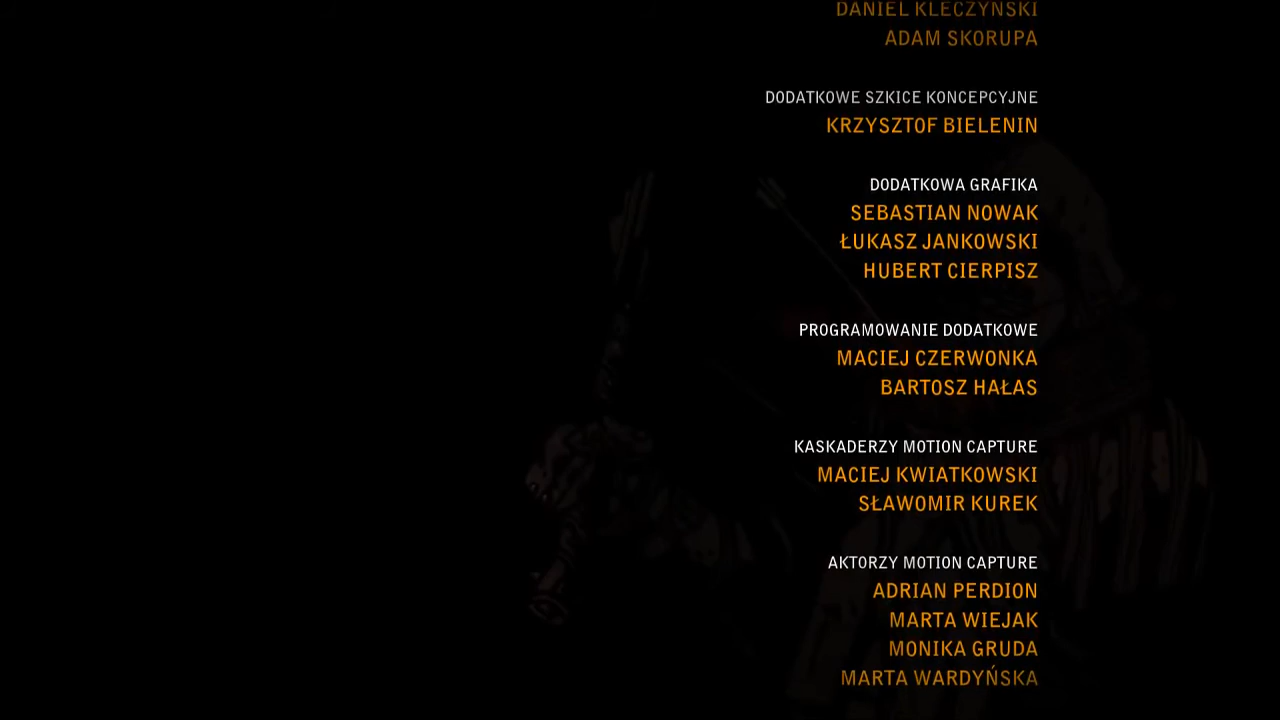 DANIEL KLECZYŃSKI
ADAM SKORUPA
DODATKOWE SZKICE KONCEPCYJNE
KRZYSZTOF BIELENIN
DODATKOWA GRAFIKA
SEBASTIAN NOWAK
ŁUKASZ JANKOWSKI
HUBERT CIERPISZ
PROGRAMOWANIE DODATKOWE
MACIEJ CZERWONKA
BARTOSZ HAŁAS
KASKADERZY MOTION CAPTURE
MACIEJ KWIATKOWSKI
SŁAWOMIR KUREK
AKTORZY MOTION CAPTURE
ADRIAN PERDION
MARTA WIEJAK
MONIKA GRUDA
MARTA WARDYŃSKA